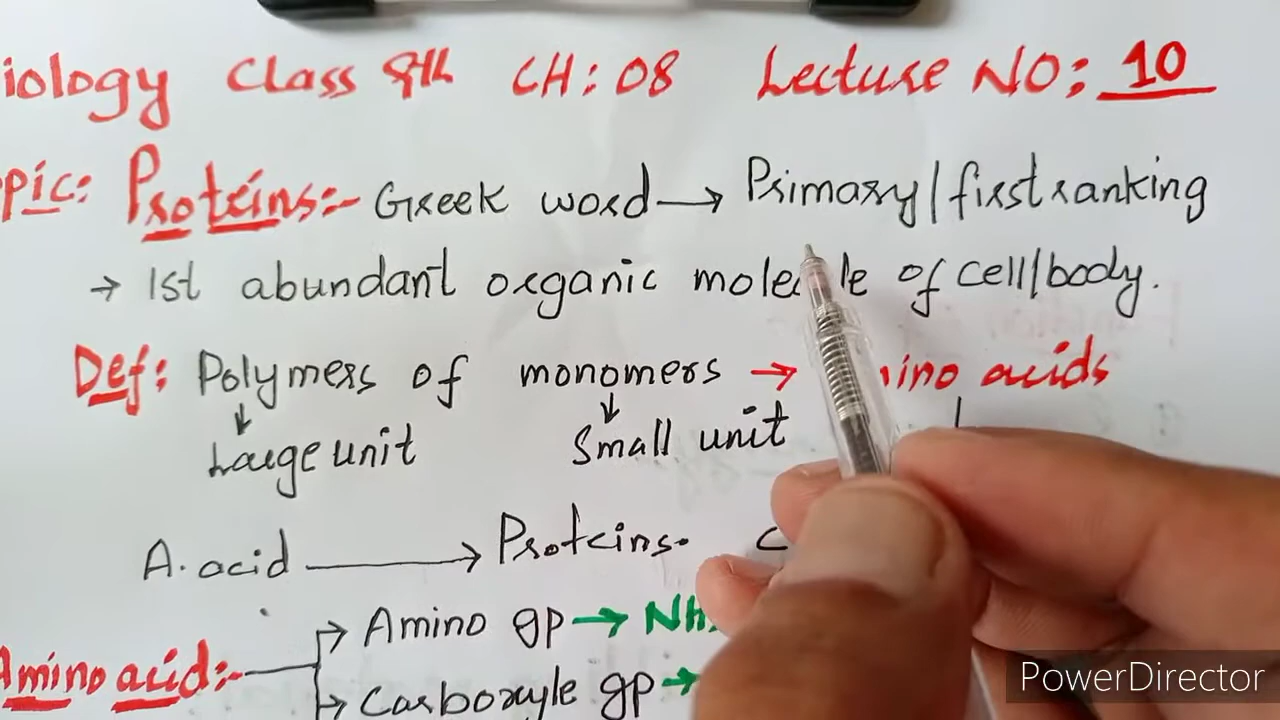 iology Class 9th CH: 08 Lecture NO: 10
pic: Proteins:- Greek word → Primary/first ranking
→ 1st abundant organic molecule of cell/body.
Def: Polymers of monomers → amino acids
Large unit Small unit
A. acid → Proteins. C
Amino gp → NH
Amino acid:-
Carboxyle gp →
PowerDirector